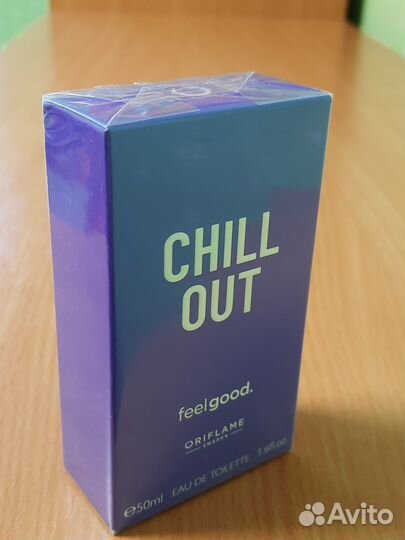 CHILL
OUT
feelgood.
ORIFLAME
SWEDEN
℮50ml EAU DE TOILETTE 1.6fl.oz
Avito